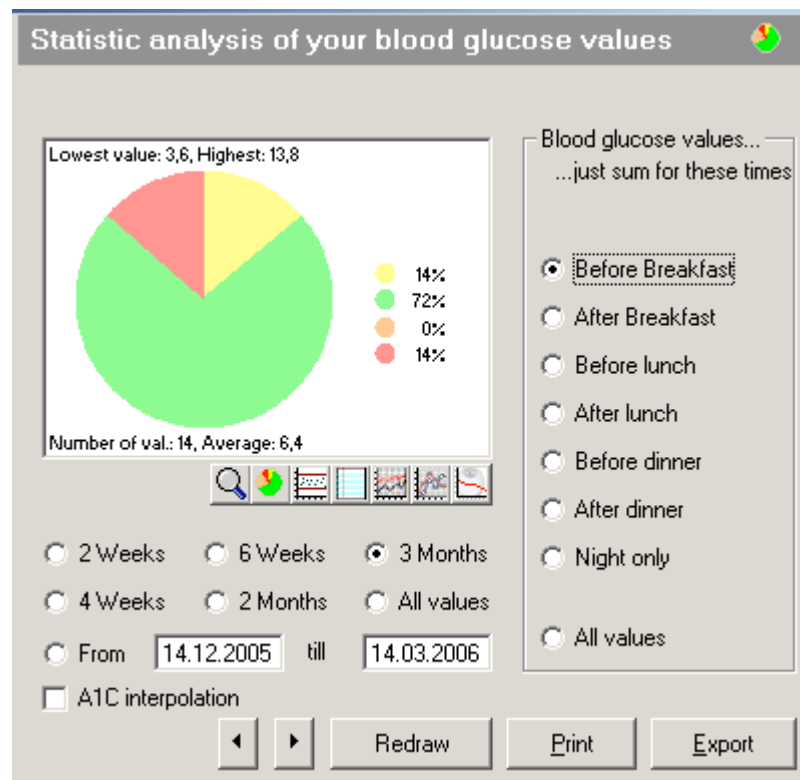 Statistic analysis of your blood glucose values
Lowest value: 3,6, Highest: 13,8
14%
72%
0%
14%
Number of val.: 14, Average: 6,4
Blood glucose values...
...just sum for these times
Before Breakfast
After Breakfast
Before lunch
After lunch
Before dinner
After dinner
Night only
All values
2 Weeks 6 Weeks 3 Months
4 Weeks 2 Months All values
From 14.12.2005 till 14.03.2006
A1C interpolation
Redraw Print Export